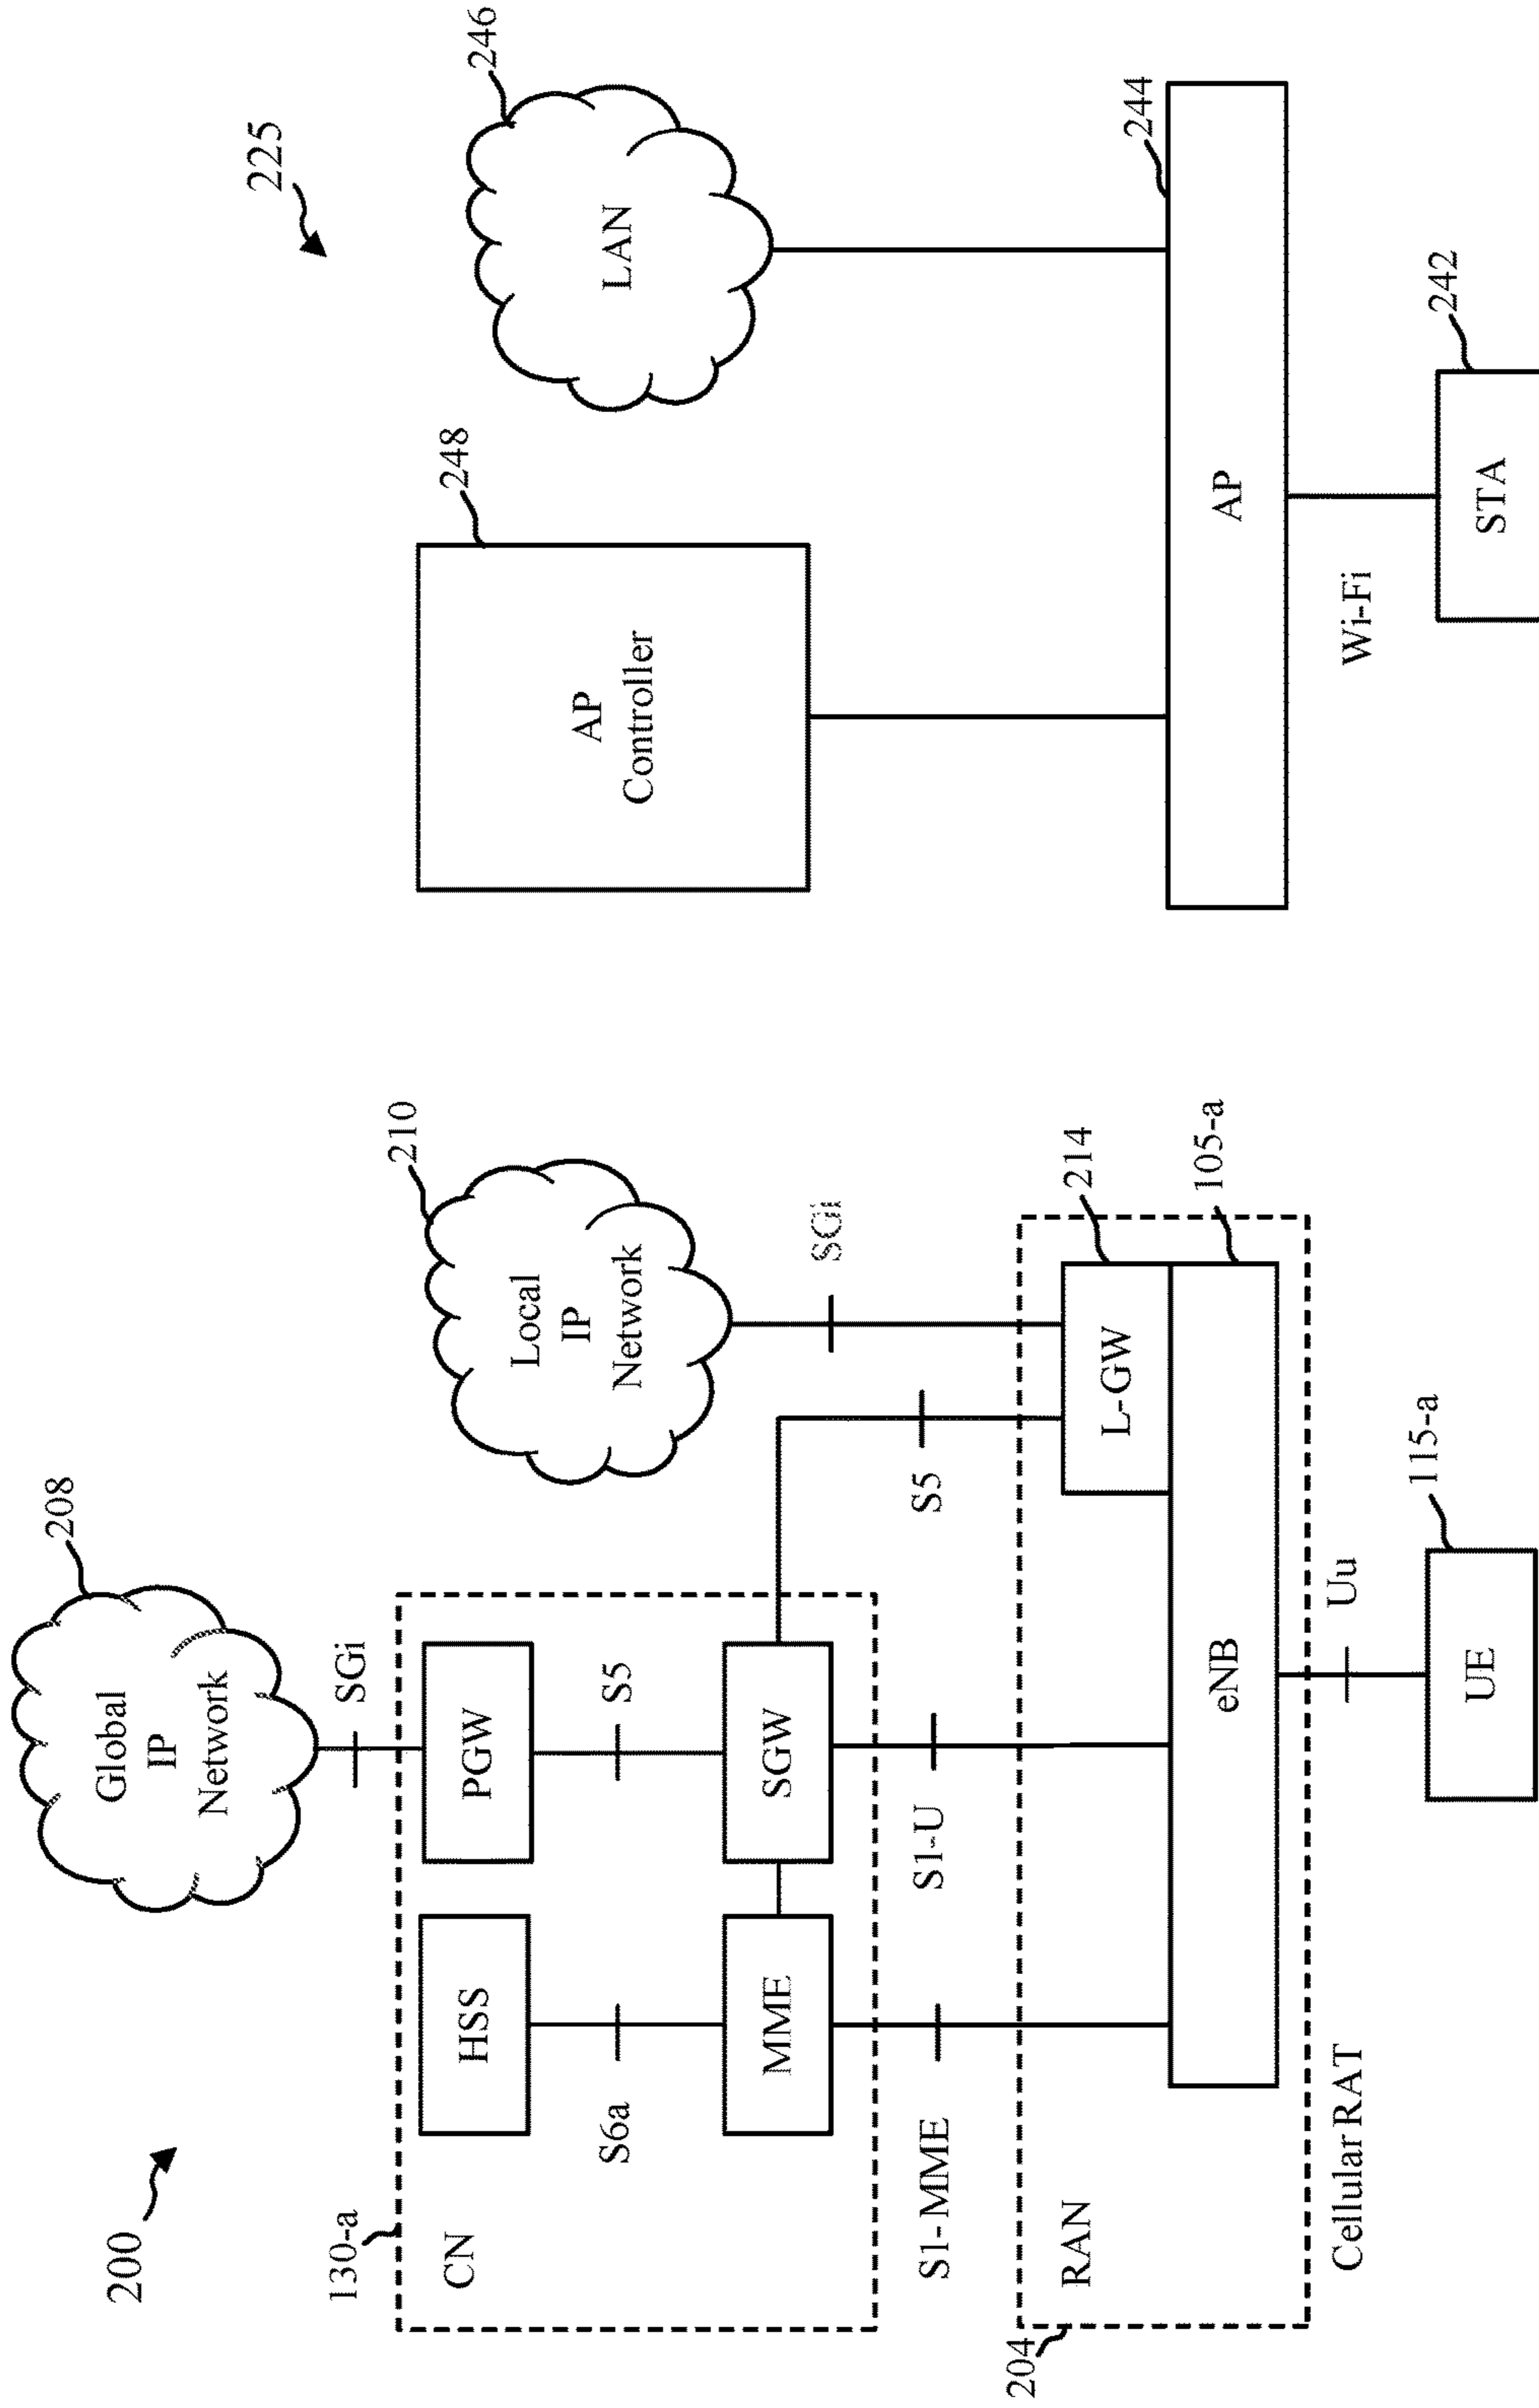 200
208
Global
IP
Network
SGi
130-a
CN
HSS
PGW
S6a
S5
MME
SGW
210
Local
IP
Network
SGi
S5
S1-MME
S1-U
204
RAN
L-GW
214
eNB
105-a
Cellular RAT
Uu
UE
115-a
225
248
AP
Controller
246
LAN
244
AP
Wi-Fi
242
STA